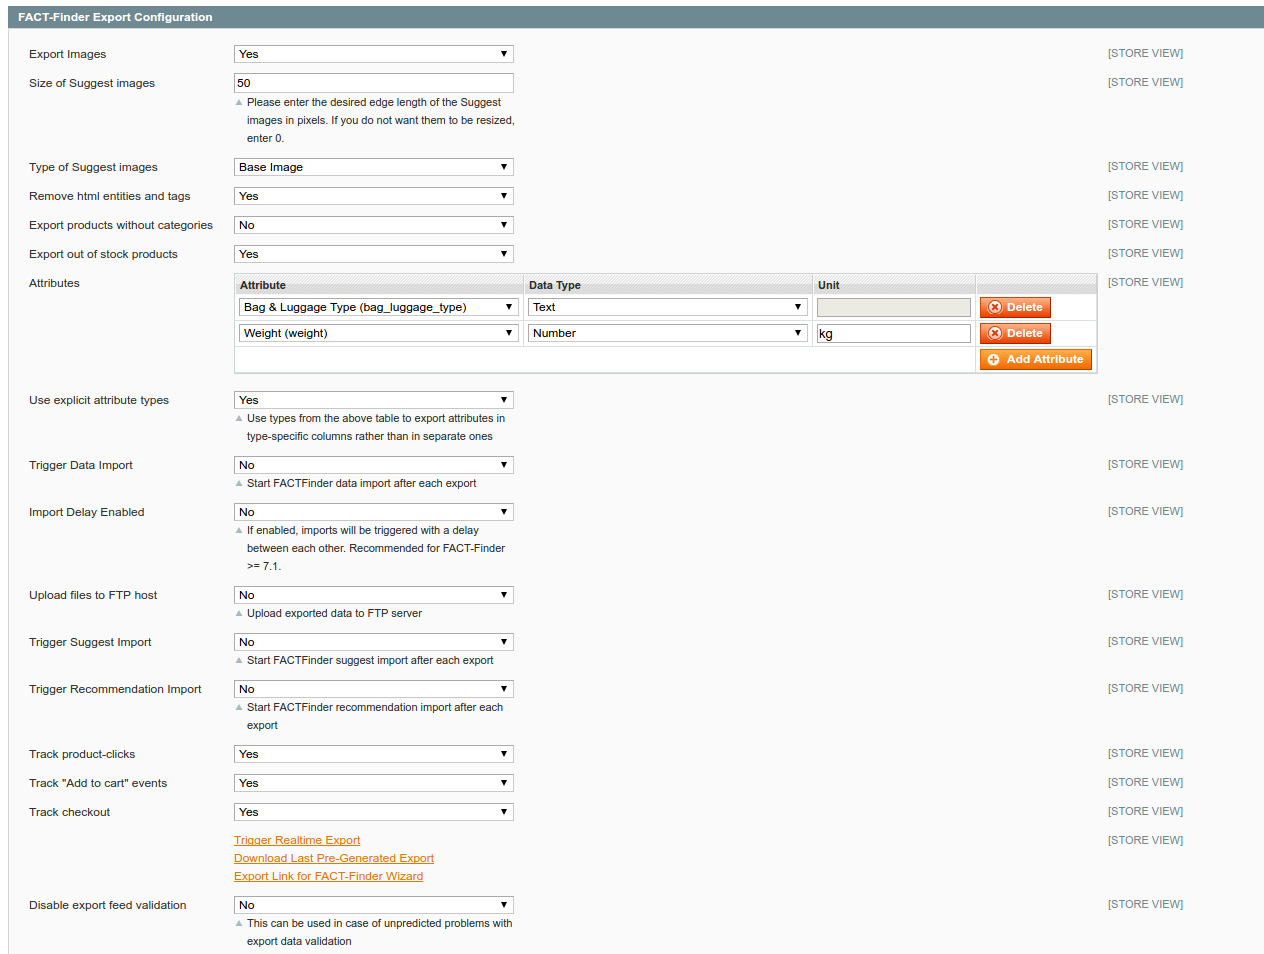 FACT-Finder Export Configuration
Export Images Yes [STORE VIEW]
Size of Suggest images 50 [STORE VIEW]
Please enter the desired edge length of the Suggest
images in pixels. If you do not want them to be resized,
enter 0.
Type of Suggest images Base Image [STORE VIEW]
Remove html entities and tags Yes [STORE VIEW]
Export products without categories No [STORE VIEW]
Export out of stock products Yes [STORE VIEW]
Attributes [STORE VIEW]
Attribute Data Type Unit
Bag & Luggage Type (bag_luggage_type) Text Delete
Weight (weight) Number kg Delete
Add Attribute
Use explicit attribute types Yes [STORE VIEW]
Use types from the above table to export attributes in
type-specific columns rather than in separate ones
Trigger Data Import No [STORE VIEW]
Start FACTFinder data import after each export
Import Delay Enabled No [STORE VIEW]
If enabled, imports will be triggered with a delay
between each other. Recommended for FACT-Finder
>= 7.1.
Upload files to FTP host No [STORE VIEW]
Upload exported data to FTP server
Trigger Suggest Import No [STORE VIEW]
Start FACTFinder suggest import after each export
Trigger Recommendation Import No [STORE VIEW]
Start FACTFinder recommendation import after each
export
Track product-clicks Yes [STORE VIEW]
Track "Add to cart" events Yes [STORE VIEW]
Track checkout Yes [STORE VIEW]
Trigger Realtime Export [STORE VIEW]
Download Last Pre-Generated Export
Export Link for FACT-Finder Wizard
Disable export feed validation No [STORE VIEW]
This can be used in case of unpredicted problems with
export data validation